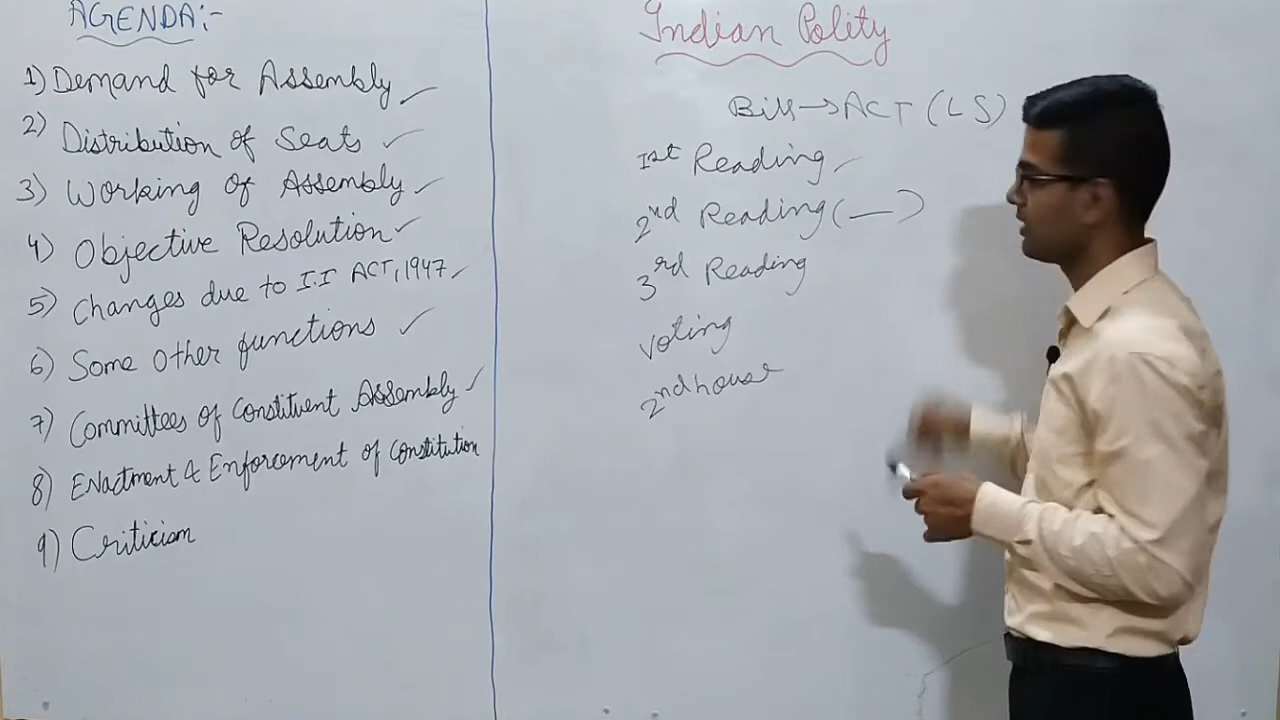 AGENDA:-
1) Demand for Assembly
2) Distribution of Seats
3) Working of Assembly
4) Objective Resolution
5) Changes due to I.I ACT, 1947
6) Some Other functions
7) Committees of Constituent Assembly
8) Enactment & Enforcement of Constitution
9) Criticism
Indian Polity
Bill → ACT (LS)
Ist Reading
2nd Reading (—)
3rd Reading
Voting
2nd house